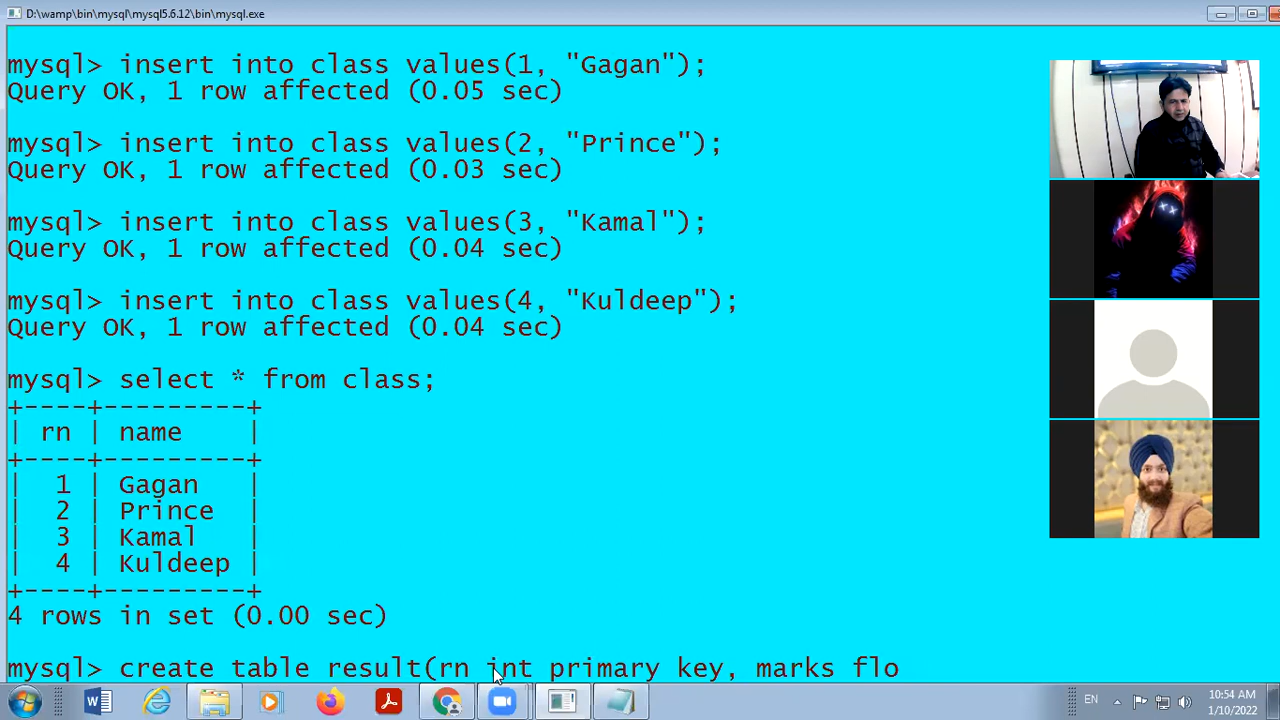 D:\wamp\bin\mysql\mysql5.6.12\bin\mysql.exe
mysql> insert into class values(1, "Gagan");
Query OK, 1 row affected (0.05 sec)
mysql> insert into class values(2, "Prince");
Query OK, 1 row affected (0.03 sec)
mysql> insert into class values(3, "Kamal");
Query OK, 1 row affected (0.04 sec)
mysql> insert into class values(4, "Kuldeep");
Query OK, 1 row affected (0.04 sec)
mysql> select * from class;
+----+---------+
| rn | name    |
+----+---------+
|  1 | Gagan   |
|  2 | Prince  |
|  3 | Kamal   |
|  4 | Kuldeep |
+----+---------+
4 rows in set (0.00 sec)
mysql> create table result(rn int primary key, marks flo
EN
10:54 AM
1/10/2022